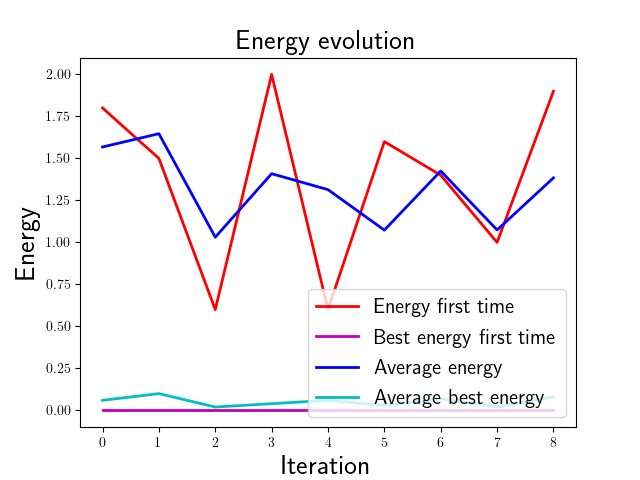 Energy evolution
Energy
2.00
1.75
1.50
1.25
1.00
0.75
0.50
0.25
0.00
Energy first time
Best energy first time
Average energy
Average best energy
0 1 2 3 4 5 6 7 8
Iteration